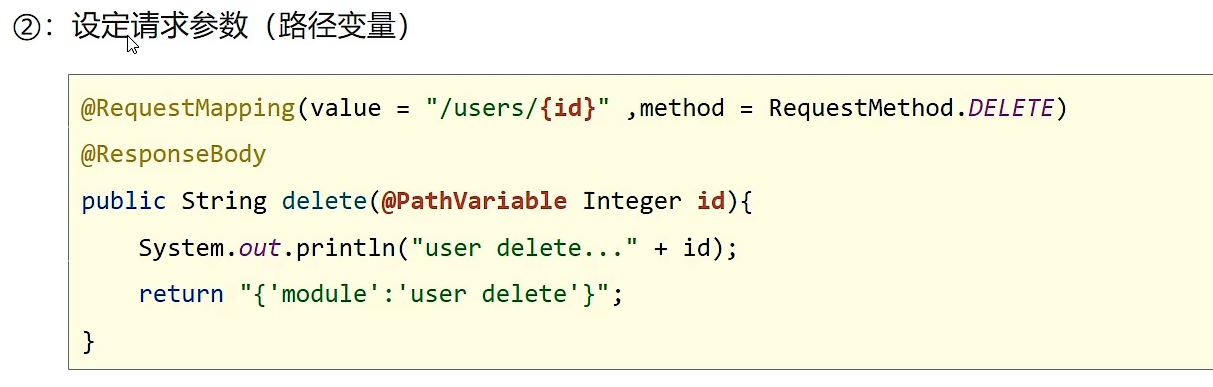 ②：设定请求参数（路径变量）
@RequestMapping(value = "/users/{id}" ,method = RequestMethod.DELETE)
@ResponseBody
public String delete(@PathVariable Integer id){
    System.out.println("user delete..." + id);
    return "{'module':'user delete'}";
}